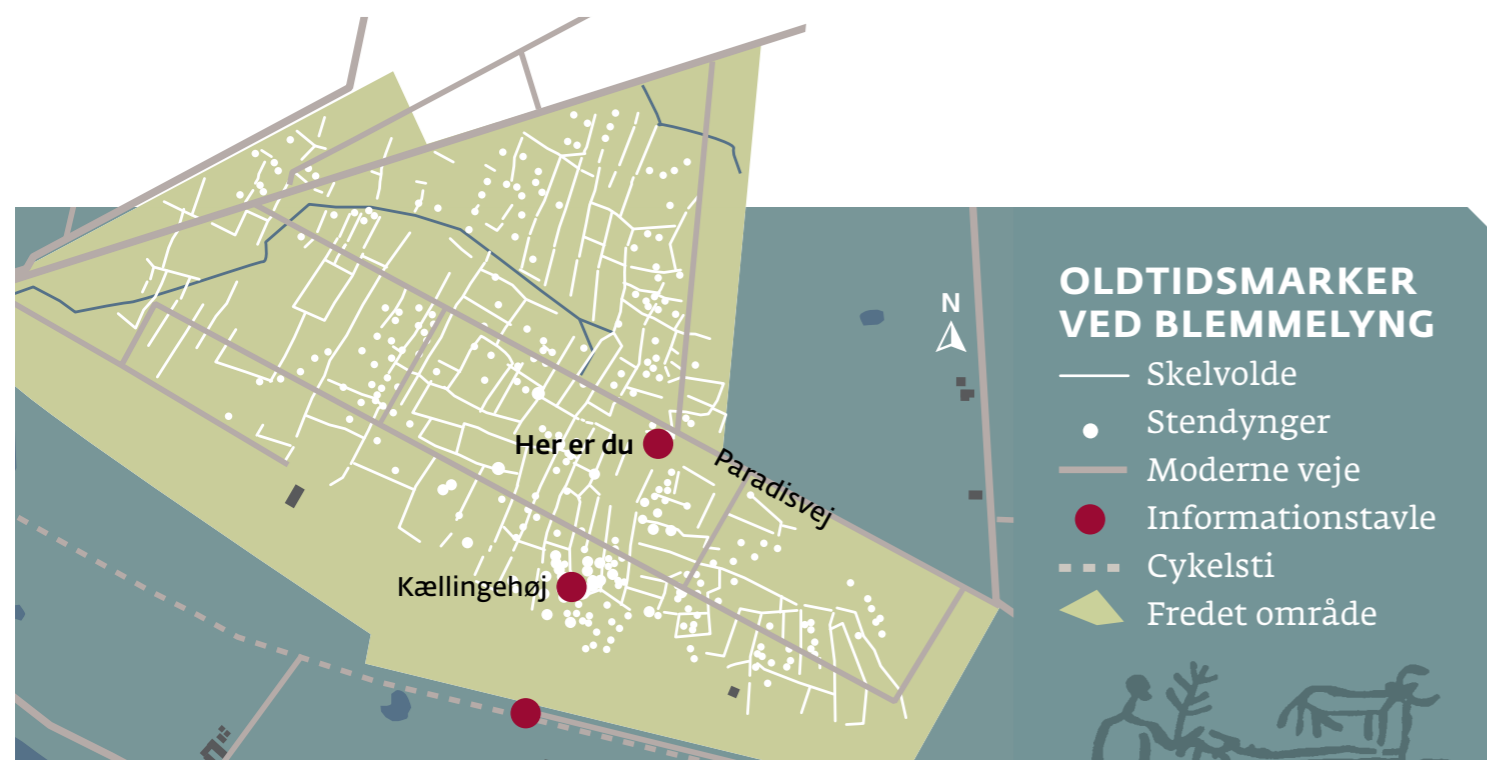 N
OLDTIDSMARKER
VED BLEMMELYNG
Skelvolde
Stendynger
Moderne veje
Informationstavle
Cykelsti
Fredet område
Her er du
Paradisvej
Kællingehøj